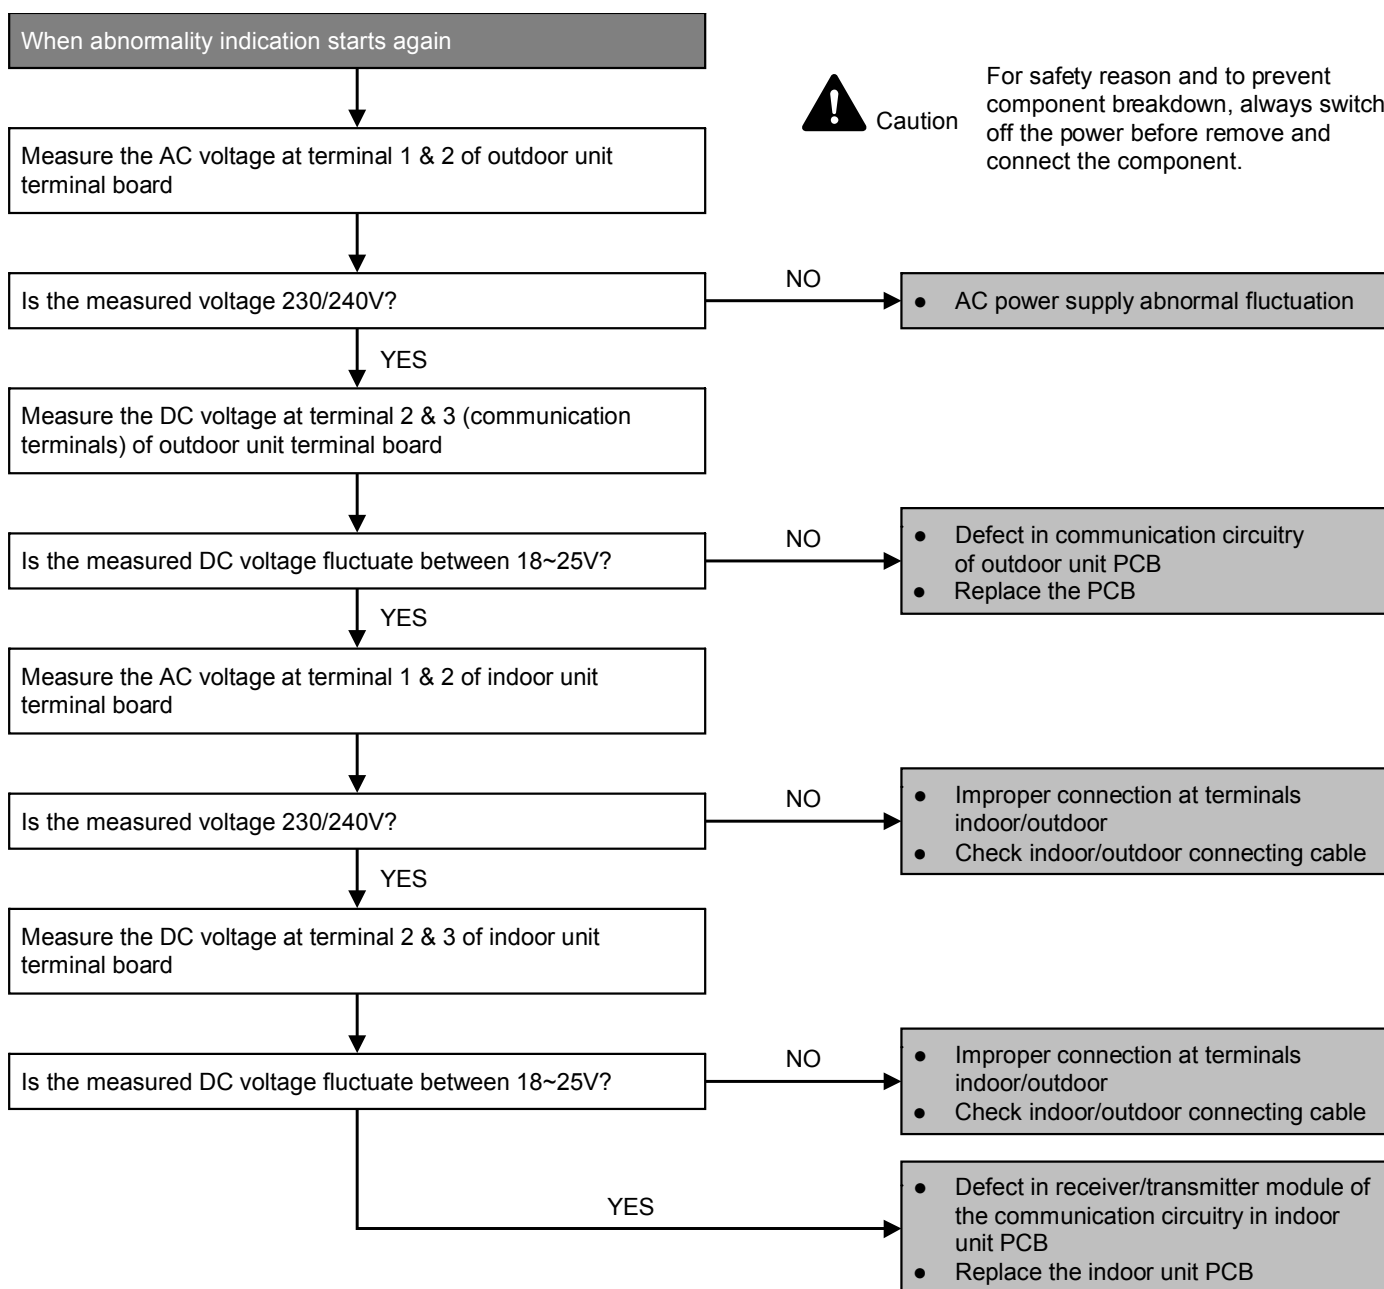 When abnormality indication starts again
For safety reason and to prevent
component breakdown, always switch
off the power before remove and
connect the component.
Caution
Measure the AC voltage at terminal 1 & 2 of outdoor unit
terminal board
Is the measured voltage 230/240V?
NO
● AC power supply abnormal fluctuation
YES
Measure the DC voltage at terminal 2 & 3 (communication
terminals) of outdoor unit terminal board
Is the measured DC voltage fluctuate between 18~25V?
NO
● Defect in communication circuitry
of outdoor unit PCB
● Replace the PCB
YES
Measure the AC voltage at terminal 1 & 2 of indoor unit
terminal board
Is the measured voltage 230/240V?
NO
● Improper connection at terminals
indoor/outdoor
● Check indoor/outdoor connecting cable
YES
Measure the DC voltage at terminal 2 & 3 of indoor unit
terminal board
Is the measured DC voltage fluctuate between 18~25V?
NO
● Improper connection at terminals
indoor/outdoor
● Check indoor/outdoor connecting cable
YES
● Defect in receiver/transmitter module of
the communication circuitry in indoor
unit PCB
● Replace the indoor unit PCB